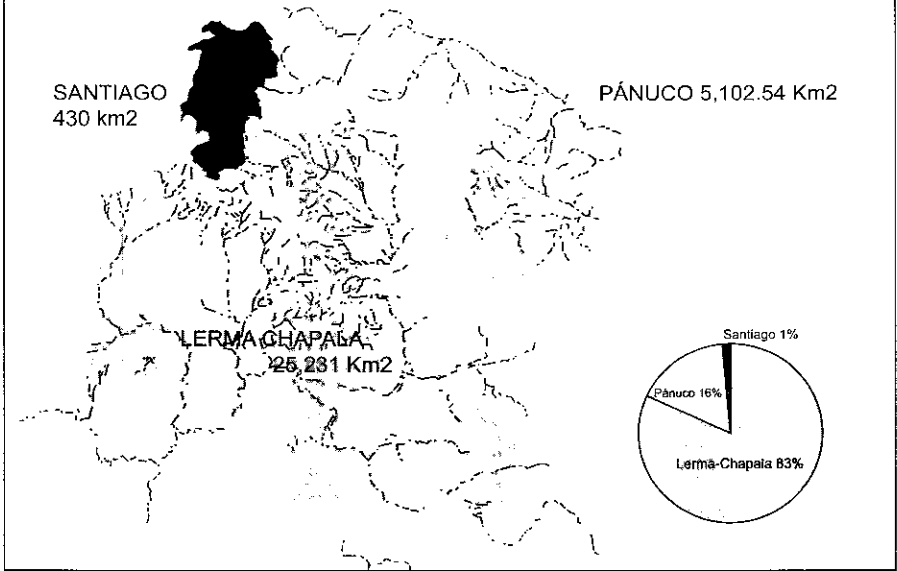 SANTIAGO
430 km2
PÁNUCO 5,102.54 Km2
LERMA CHAPALA
25,231 Km2
Santiago 1%
Pánuco 16%
Lerma-Chapala 83%